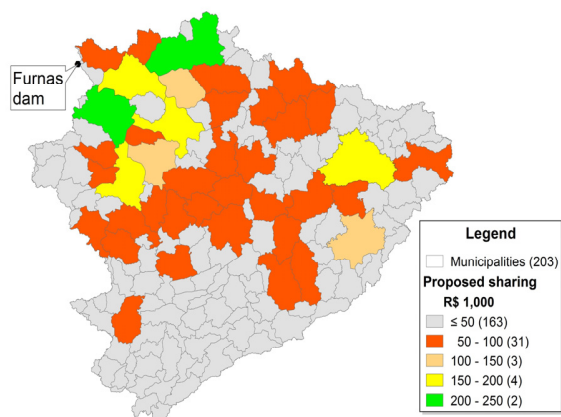 Furnas
dam
Legend
Municipalities (203)
Proposed sharing
R$ 1,000
≤ 50 (163)
50 - 100 (31)
100 - 150 (3)
150 - 200 (4)
200 - 250 (2)